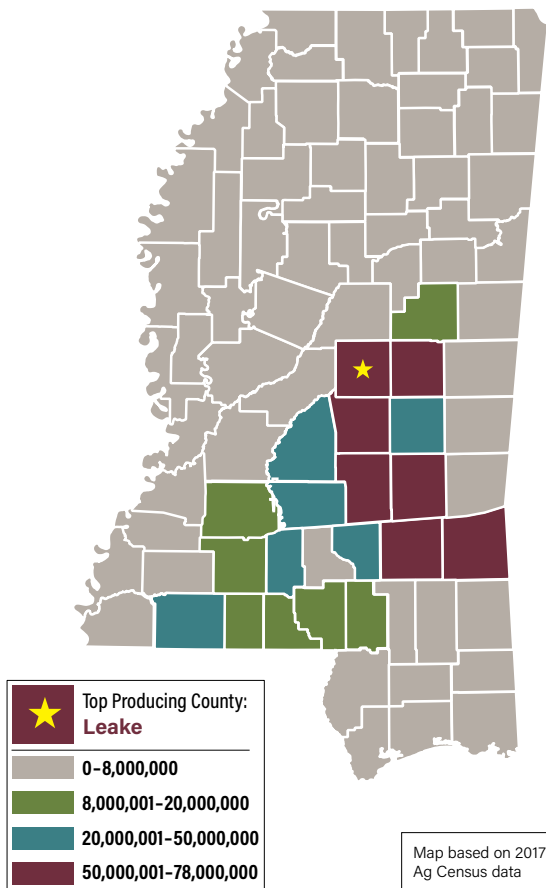 Top Producing County:
Leake
0–8,000,000
8,000,001–20,000,000
20,000,001–50,000,000
50,000,001–78,000,000
Map based on 2017
Ag Census data